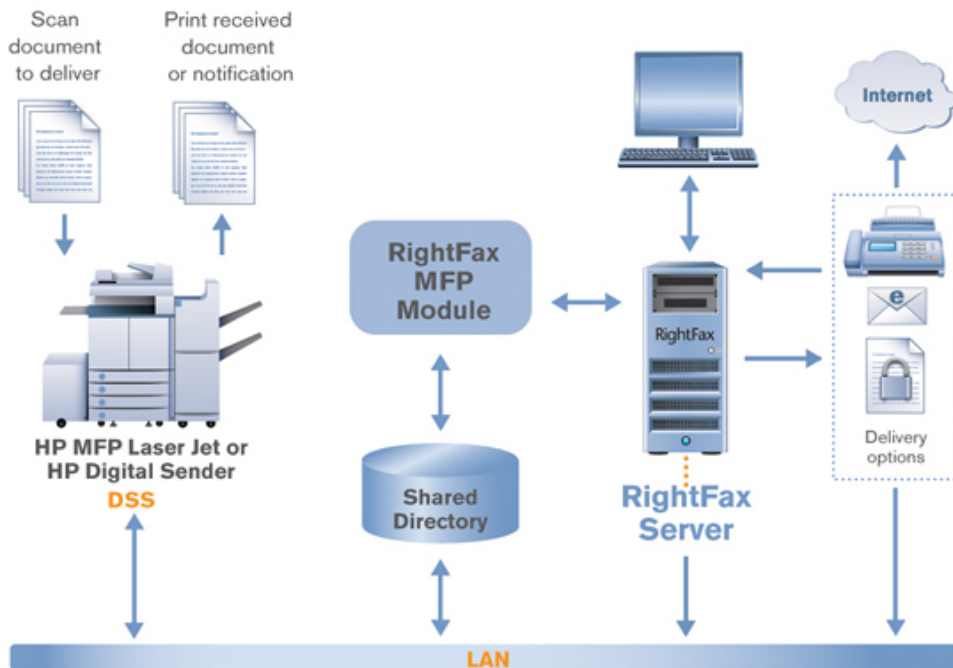 Scan
document
to deliver
Print received
document
or notification
Internet
RightFax
MFP
Module
RightFax
HP MFP Laser Jet or
HP Digital Sender
DSS
Shared
Directory
RightFax
Server
e
Delivery
options
LAN